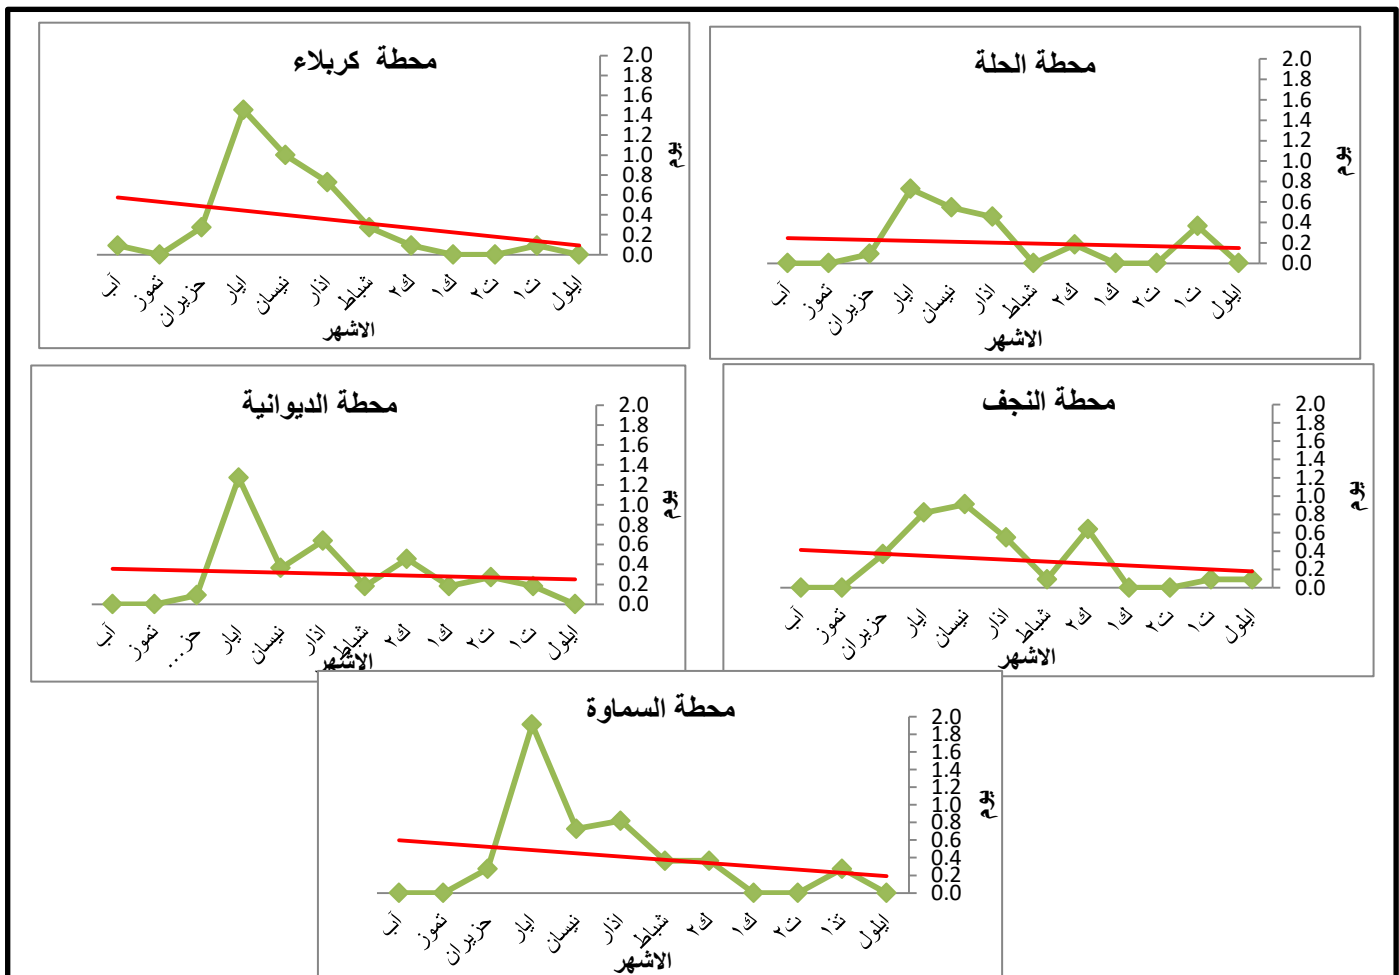 محطة الحلة
2.0
1.8
1.6
1.4
1.2
1.0
0.8
0.6
0.4
0.2
0.0
يوم
ايلول
ت١
ت٢
ك١
ك٢
شباط
اذار
نيسان
ايار
حزيران
تموز
آب
الاشهر
محطة كربلاء
2.0
1.8
1.6
1.4
1.2
1.0
0.8
0.6
0.4
0.2
0.0
يوم
ايلول
ت١
ت٢
ك١
ك٢
شباط
اذار
نيسان
ايار
حزيران
تموز
آب
الاشهر
محطة النجف
2.0
1.8
1.6
1.4
1.2
1.0
0.8
0.6
0.4
0.2
0.0
يوم
ايلول
ت١
ت٢
ك١
ك٢
شباط
اذار
نيسان
ايار
حزيران
تموز
آب
الاشهر
محطة الديوانية
2.0
1.8
1.6
1.4
1.2
1.0
0.8
0.6
0.4
0.2
0.0
يوم
ايلول
ت١
ت٢
ك١
ك٢
شباط
اذار
نيسان
ايار
حز...
تموز
آب
الاشهر
محطة السماوة
2.0
1.8
1.6
1.4
1.2
1.0
0.8
0.6
0.4
0.2
0.0
يوم
ايلول
تذ١
ت٢
ك١
ك٢
شباط
اذار
نيسان
ايار
حزيران
تموز
آب
الاشهر